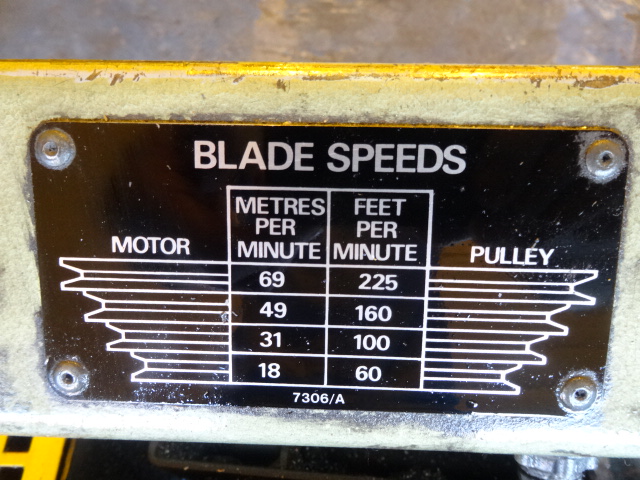 BLADE SPEEDS
METRES PER MINUTE
FEET PER MINUTE
MOTOR
PULLEY
69 225
49 160
31 100
18 60
7306/A